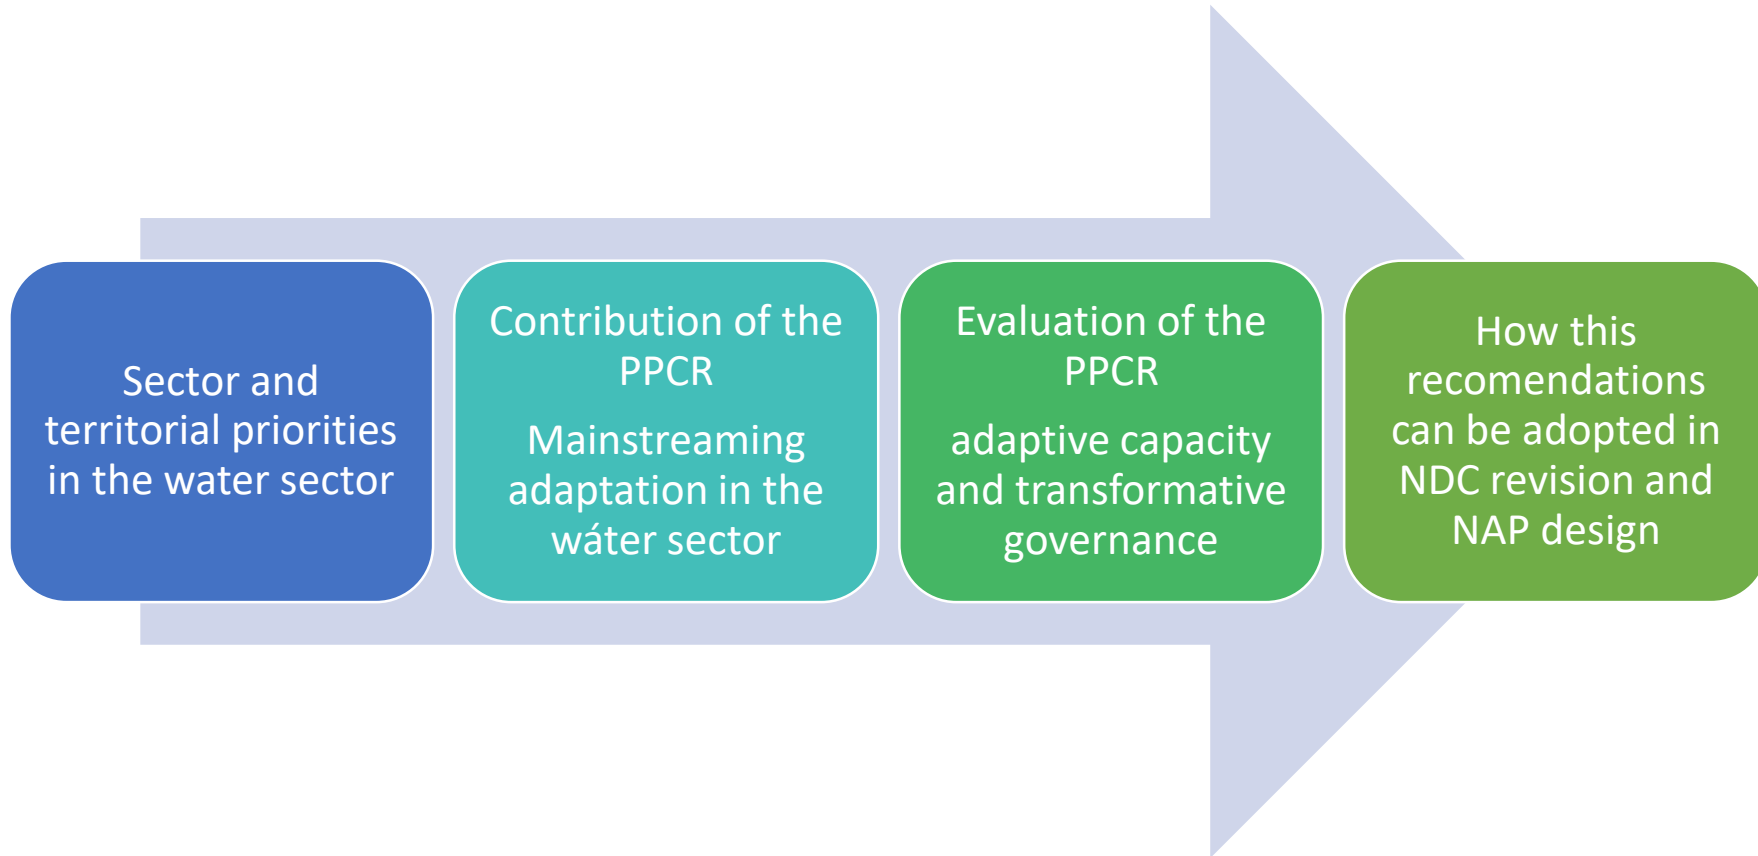 Sector and
territorial priorities
in the water sector
Contribution of the
PPCR
Mainstreaming
adaptation in the
wáter sector
Evaluation of the
PPCR
adaptive capacity
and transformative
governance
How this
recomendations
can be adopted in
NDC revision and
NAP design